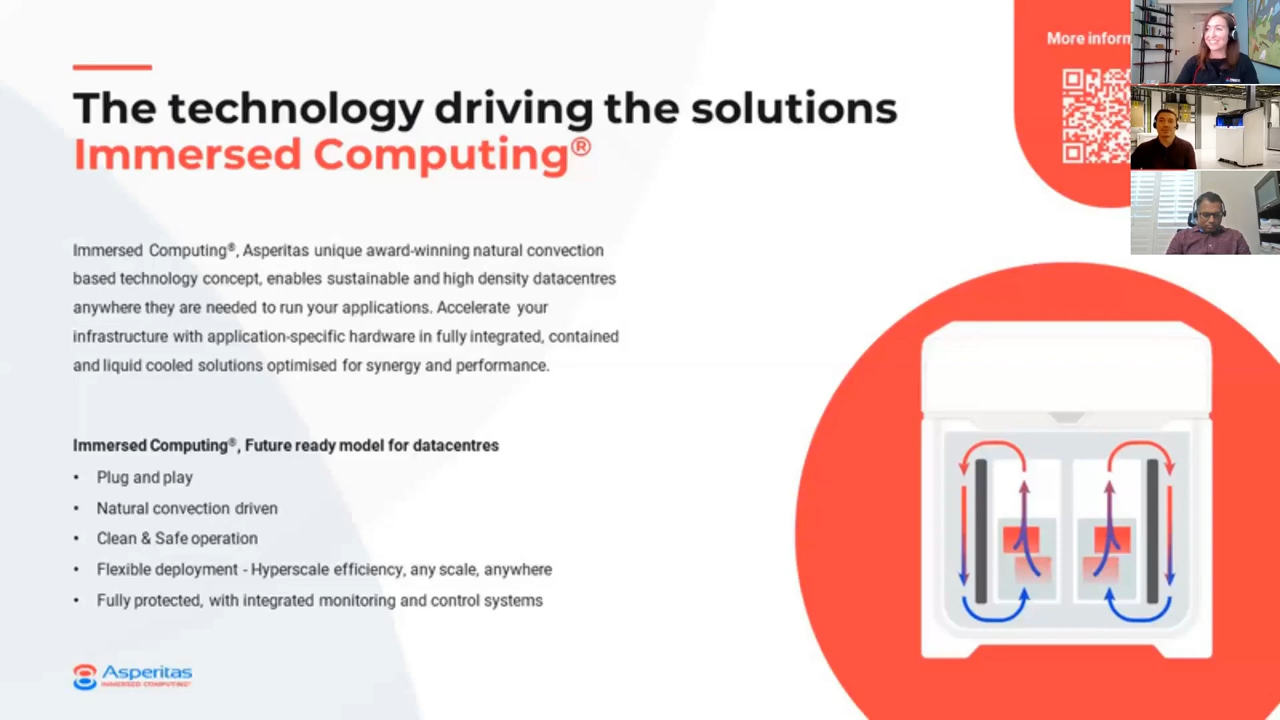 The technology driving the solutions
Immersed Computing®
More inform
Immersed Computing®, Asperitas unique award-winning natural convection
based technology concept, enables sustainable and high density datacentres
anywhere they are needed to run your applications. Accelerate your
infrastructure with application-specific hardware in fully integrated, contained
and liquid cooled solutions optimised for synergy and performance.
Immersed Computing®, Future ready model for datacentres
• Plug and play
• Natural convection driven
• Clean & Safe operation
• Flexible deployment - Hyperscale efficiency, any scale, anywhere
• Fully protected, with integrated monitoring and control systems
Asperitas
IMMERSED COMPUTING®